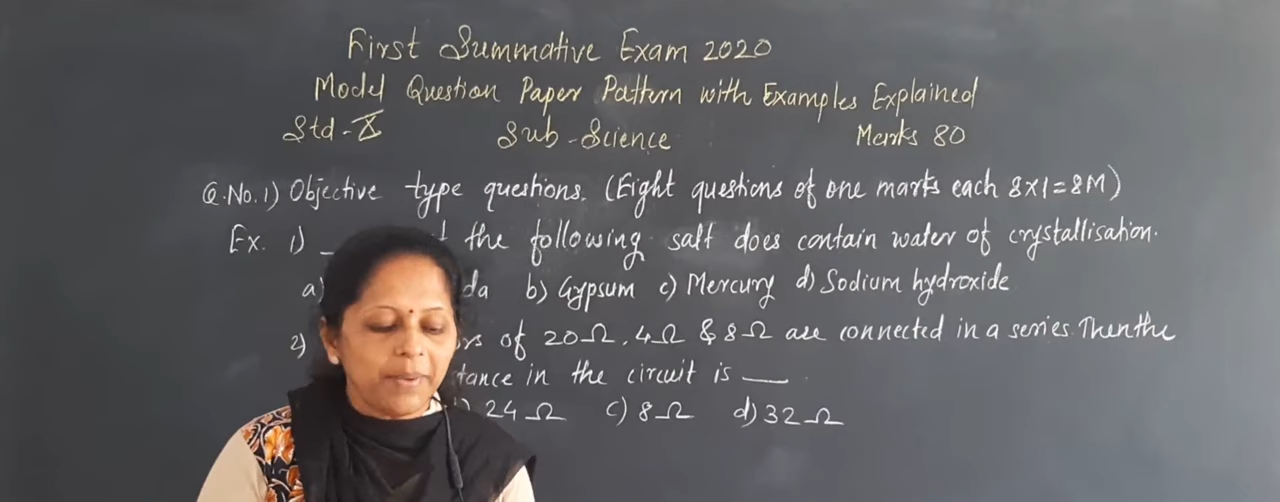 First Summative Exam 2020
Model Question Paper Pattern with Examples Explained
Std - X Sub - Science Marks 80
Q.No. 1) Objective type questions. (Eight questions of one marks each 8x1=8M)
Ex. 1) the following salt does contain water of crystallisation.
a) da b) Gypsum c) Mercury d) Sodium hydroxide
2) rs of 20Ω, 4Ω & 8Ω are connected in a series. Then the
tance in the circuit is ___.
) 24Ω c) 8Ω d) 32Ω